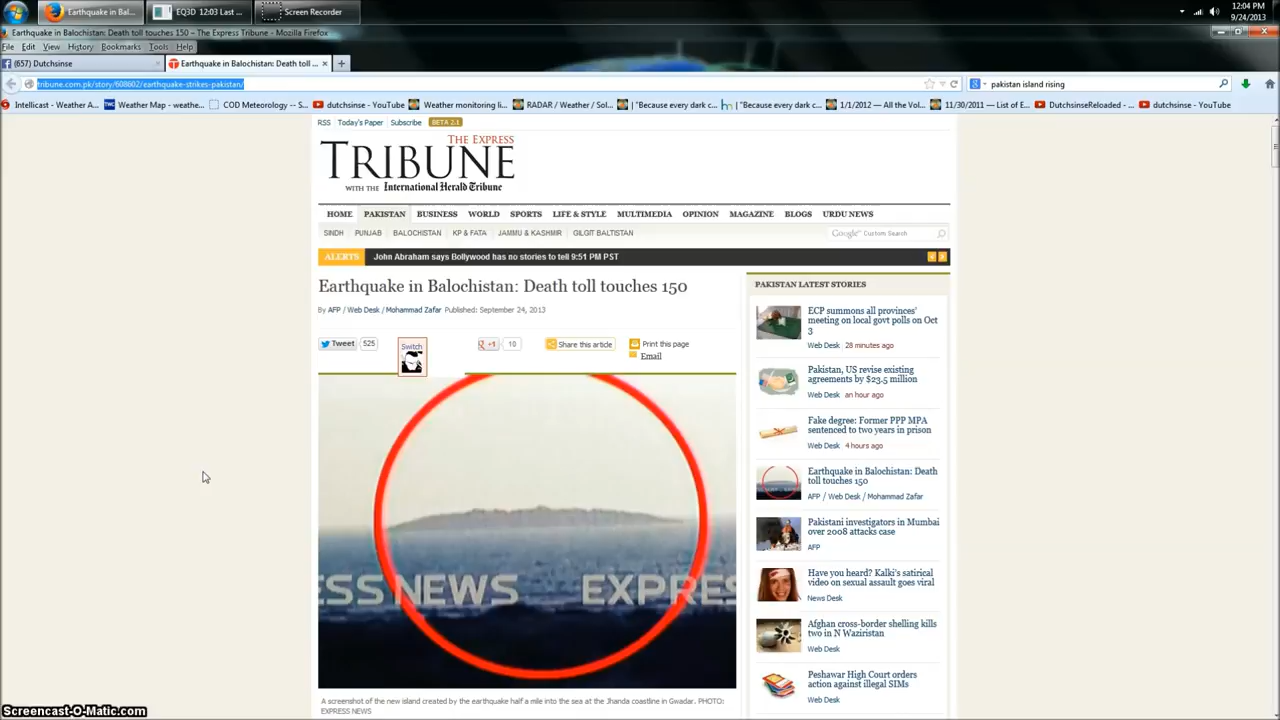 12:04 PM
Earthquake in Bal...
EQ3D 12:03 Last ...
Screen Recorder
9/24/2013
Earthquake in Balochistan: Death toll touches 150 – The Express Tribune - Mozilla Firefox
File Edit View History Bookmarks Tools Help
(657) Dutchsinse
Earthquake in Balochistan: Death toll ...
tribune.com.pk/story/608602/earthquake-strikes-pakistan/
pakistan island rising
Intellicast - Weather A...
Weather Map - weathe...
COD Meteorology -- S...
dutchsinse - YouTube
Weather monitoring li...
RADAR / Weather / Sol...
"Because every dark c...
"Because every dark c...
1/1/2012 — All the Vol...
11/30/2011 — List of E...
DutchsinseReloaded - ...
dutchsinse - YouTube
RSS Today's Paper Subscribe BETA 2.1
THE EXPRESS
TRIBUNE
WITH THE International Herald Tribune
HOME PAKISTAN BUSINESS WORLD SPORTS LIFE & STYLE MULTIMEDIA OPINION MAGAZINE BLOGS URDU NEWS
SINDH PUNJAB BALOCHISTAN KP & FATA JAMMU & KASHMIR GILGIT BALTISTAN
Google™ Custom Search
ALERTS John Abraham says Bollywood has no stories to tell 9:51 PM PST
Earthquake in Balochistan: Death toll touches 150
By AFP / Web Desk / Mohammad Zafar Published: September 24, 2013
Tweet 525
Switch
+1 10
Share this article
Print this page
Email
ESS NEWS EXPRE
A screenshot of the new island created by the earthquake half a mile into the sea at the Jhanda coastline in Gwadar. PHOTO:
EXPRESS NEWS
PAKISTAN LATEST STORIES
ECP summons all provinces'
meeting on local govt polls on Oct
3
Web Desk 28 minutes ago
Pakistan, US revise existing
agreements by $23.5 million
Web Desk an hour ago
Fake degree: Former PPP MPA
sentenced to two years in prison
Web Desk 4 hours ago
Earthquake in Balochistan: Death
toll touches 150
AFP / Web Desk / Mohammad Zafar
Pakistani investigators in Mumbai
over 2008 attacks case
AFP
Have you heard? Kalki's satirical
video on sexual assault goes viral
News Desk
Afghan cross-border shelling kills
two in N Waziristan
Web Desk
Peshawar High Court orders
action against illegal SIMs
Web Desk
Screencast-O-Matic.com